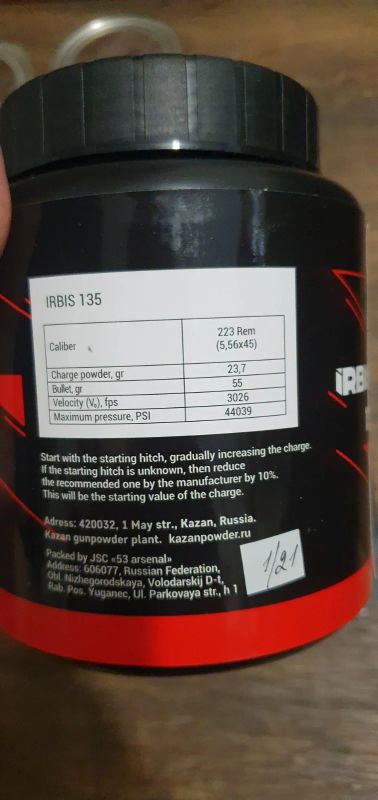 IRBIS 135
Caliber 223 Rem
(5,56x45)
Charge powder, gr 23,7
Bullet, gr 55
Velocity (V₀), fps 3026
Maximum pressure, PSI 44039
Start with the starting hitch, gradually increasing the charge.
If the starting hitch is unknown, then reduce
the recommended one by the manufacturer by 10%.
This will be the starting value of the charge.
Adress: 420032, 1 May str., Kazan, Russia.
Kazan gunpowder plant. kazanpowder.ru
Packed by JSC «53 arsenal»
Address: 606077, Russian Federation,
Obl. Nizhegorodskaya, Volodarskij D-t,
Rab. Pos. Yuganec, Ul. Parkovaya str., h 1
1/21